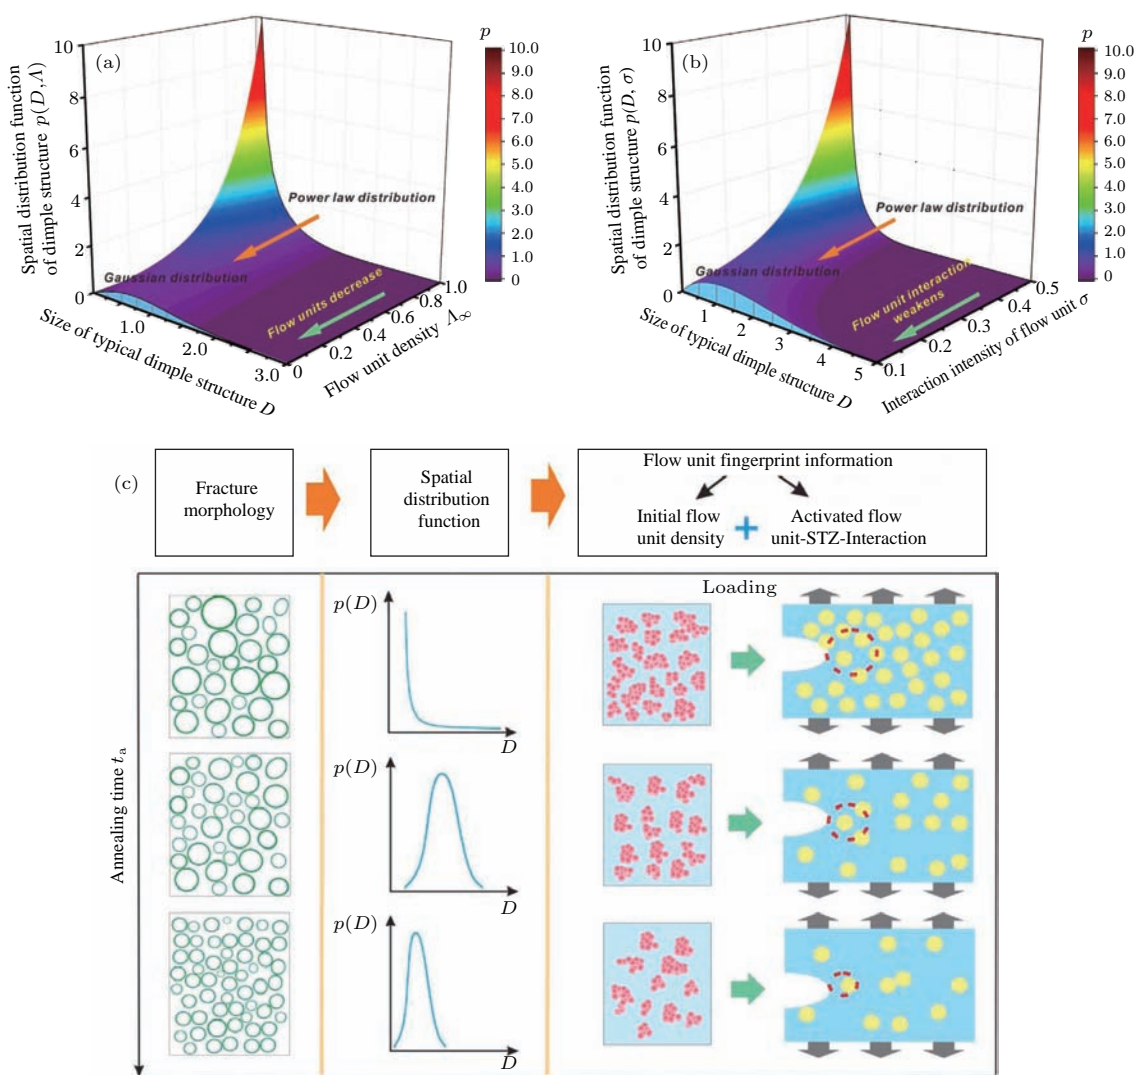 (a)
Spatial distribution function
of dimple structure p(D,Λ)
10
8
6
4
2
0
1.0
2.0
3.0
Size of typical dimple structure D
0
0.2
0.4
0.6
0.8
1.0
Flow unit density Λ∞
Power law distribution
Gaussian distribution
Flow units decrease
p
10.0
9.0
8.0
7.0
6.0
5.0
4.0
3.0
2.0
1.0
0
(b)
Spatial distribution function
of dimple structure p(D, σ)
10
8
6
4
2
0
1
2
3
4
5
Size of typical dimple structure D
0.1
0.2
0.3
0.4
0.5
Interaction intensity of flow unit σ
Power law distribution
Gaussian distribution
Flow unit interaction
weakens
p
10.0
9.0
8.0
7.0
6.0
5.0
4.0
3.0
2.0
1.0
0
(c)
Fracture
morphology
Spatial
distribution
function
Flow unit fingerprint information
Initial flow
unit density
+
Activated flow
unit-STZ-Interaction
Annealing time ta
Loading
p(D)
D
p(D)
D
p(D)
D